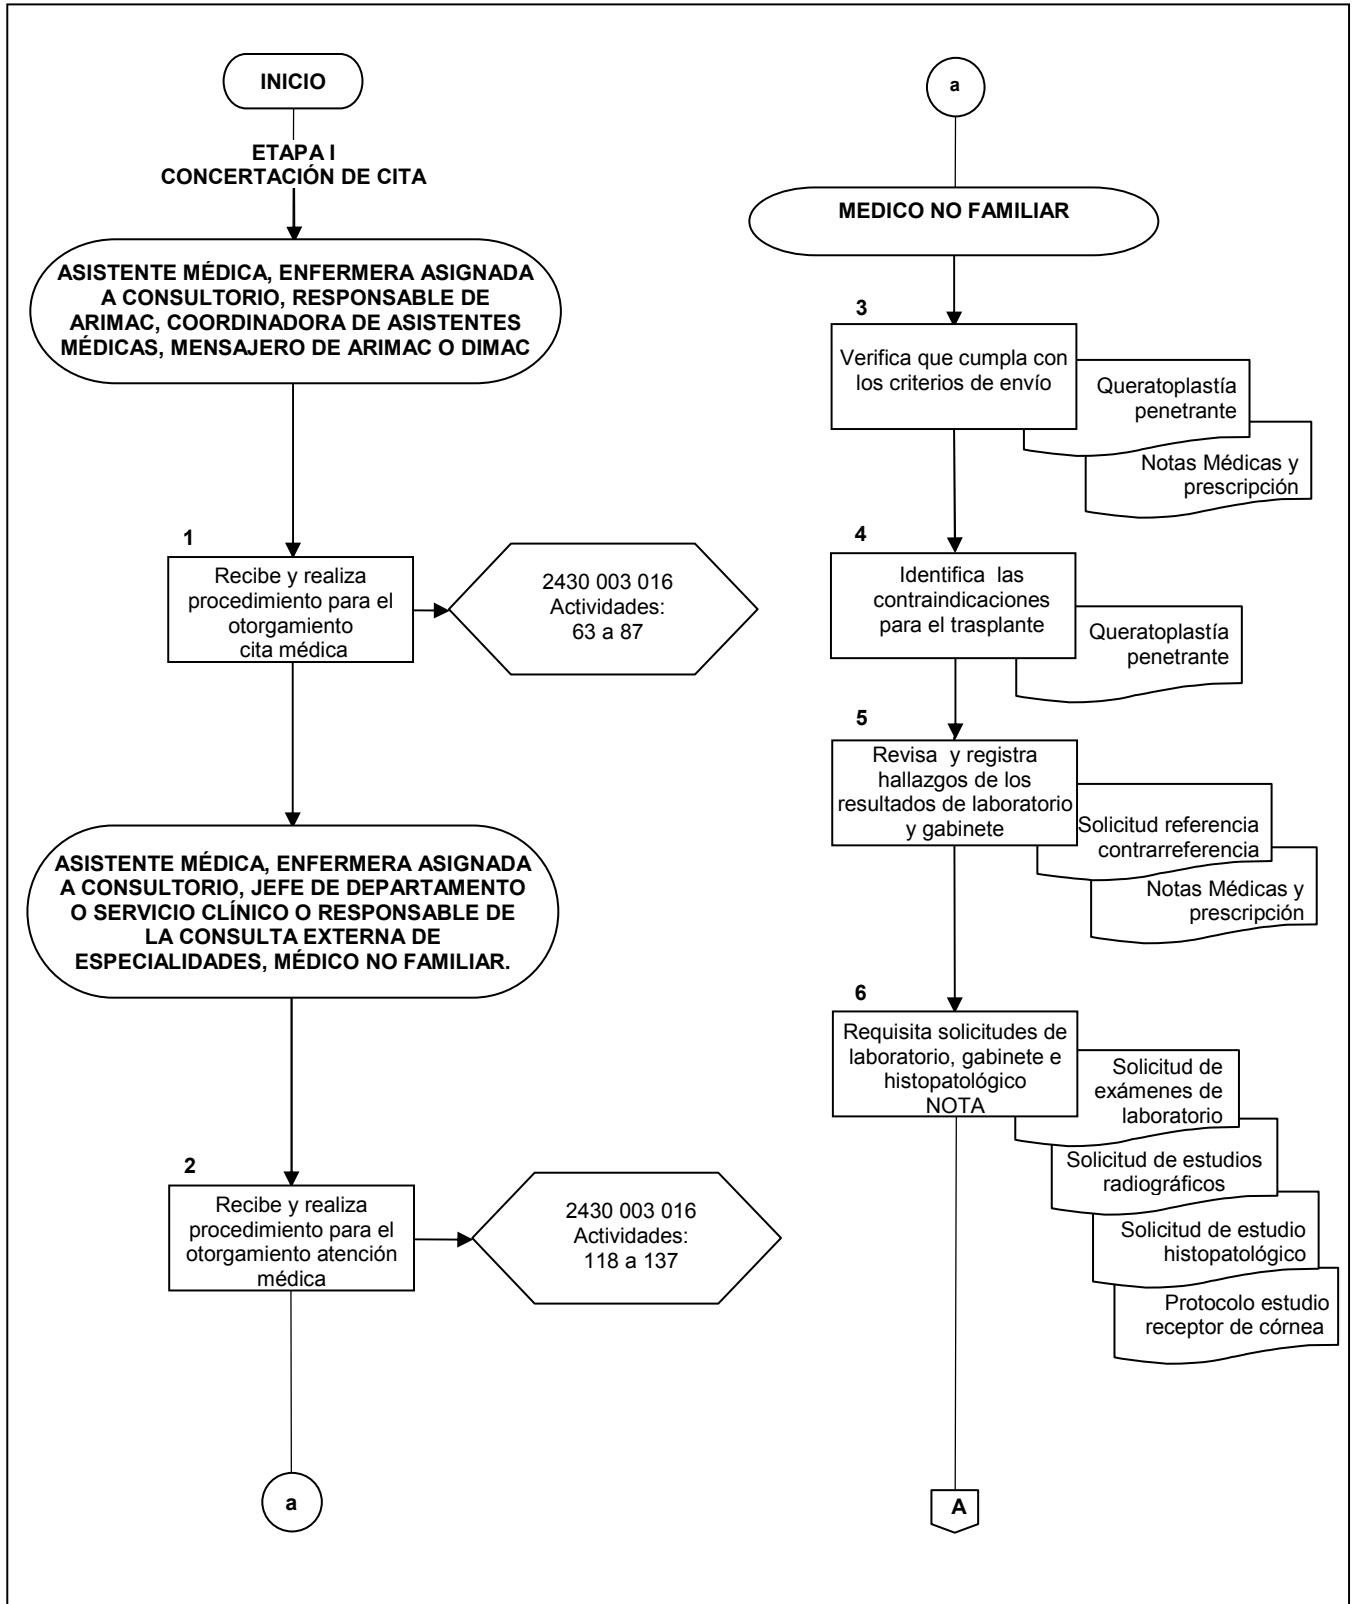 INICIO
ETAPA I
CONCERTACIÓN DE CITA
ASISTENTE MÉDICA, ENFERMERA ASIGNADA
A CONSULTORIO, RESPONSABLE DE
ARIMAC, COORDINADORA DE ASISTENTES
MÉDICAS, MENSAJERO DE ARIMAC O DIMAC
1
Recibe y realiza
procedimiento para el
otorgamiento
cita médica
2430 003 016
Actividades:
63 a 87
ASISTENTE MÉDICA, ENFERMERA ASIGNADA
A CONSULTORIO, JEFE DE DEPARTAMENTO
O SERVICIO CLÍNICO O RESPONSABLE DE
LA CONSULTA EXTERNA DE
ESPECIALIDADES, MÉDICO NO FAMILIAR.
2
Recibe y realiza
procedimiento para el
otorgamiento atención
médica
2430 003 016
Actividades:
118 a 137
a
a
MEDICO NO FAMILIAR
3
Verifica que cumpla con
los criterios de envío
Queratoplastía
penetrante
Notas Médicas y
prescripción
4
Identifica las
contraindicaciones
para el trasplante
Queratoplastía
penetrante
5
Revisa y registra
hallazgos de los
resultados de laboratorio
y gabinete
Solicitud referencia
contrarreferencia
Notas Médicas y
prescripción
6
Requisita solicitudes de
laboratorio, gabinete e
histopatológico
NOTA
Solicitud de
exámenes de
laboratorio
Solicitud de estudios
radiográficos
Solicitud de estudio
histopatológico
Protocolo estudio
receptor de córnea
A